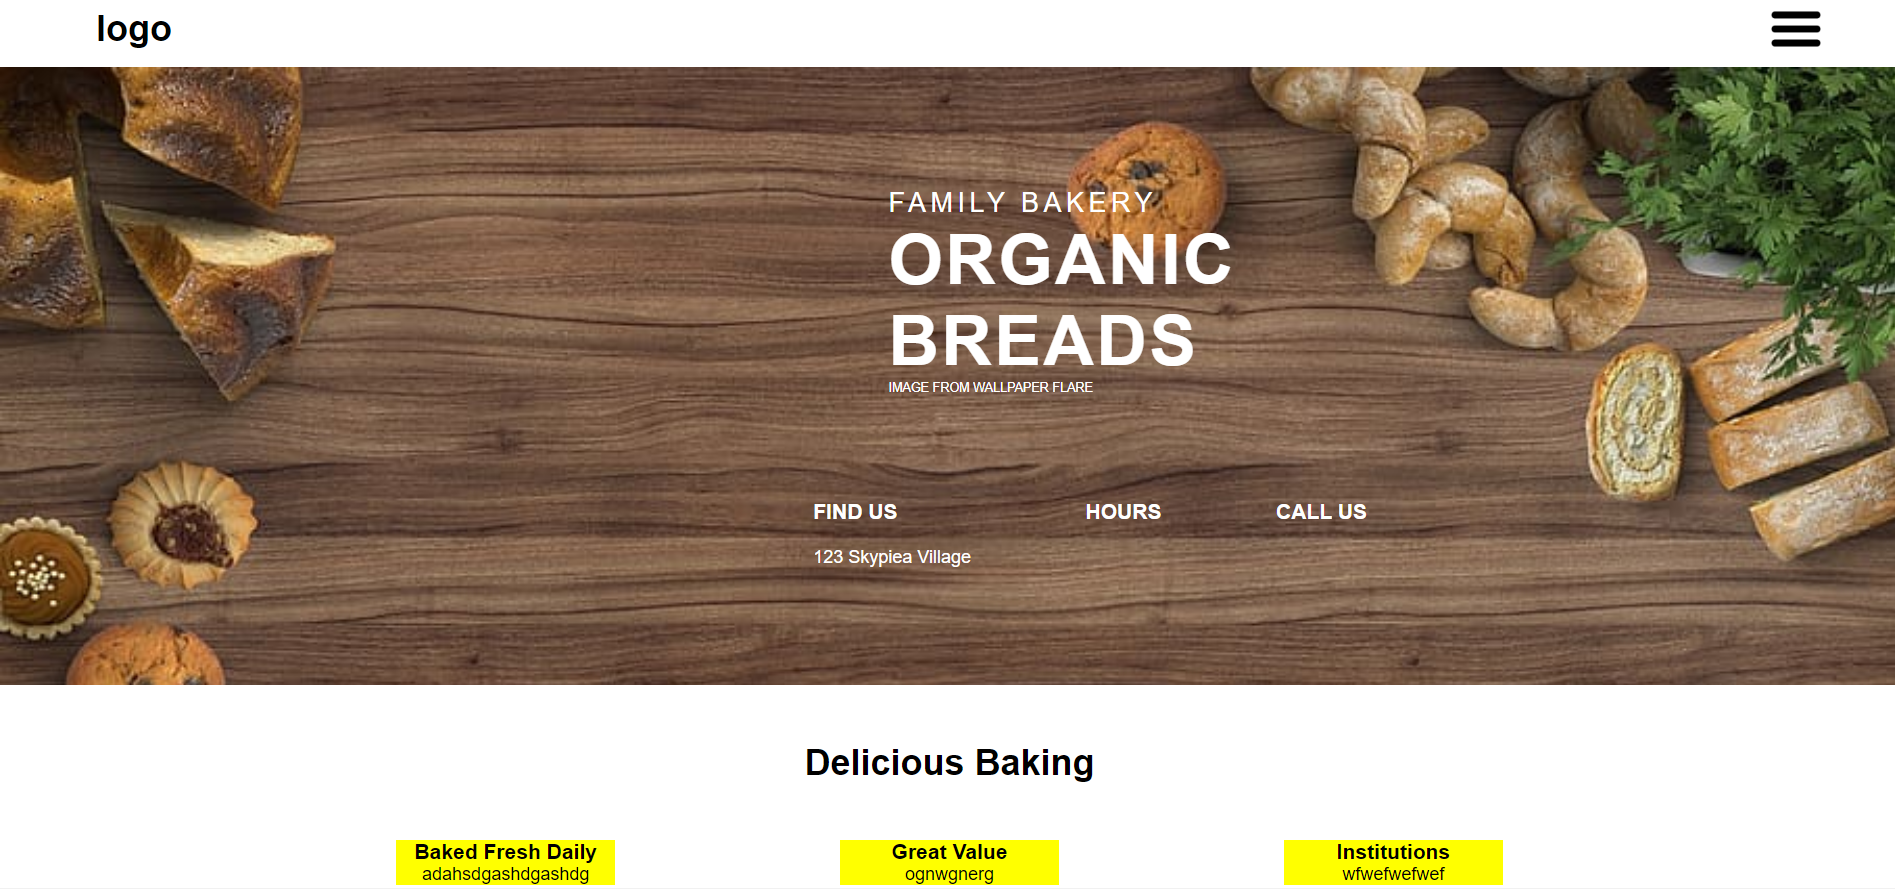 logo
FAMILY BAKERY
ORGANIC
BREADS
IMAGE FROM WALLPAPER FLARE
FIND US
HOURS
CALL US
123 Skypiea Village
Delicious Baking
Baked Fresh Daily
adahsdgashdgashdg
Great Value
ognwgnerg
Institutions
wfwefwefwef